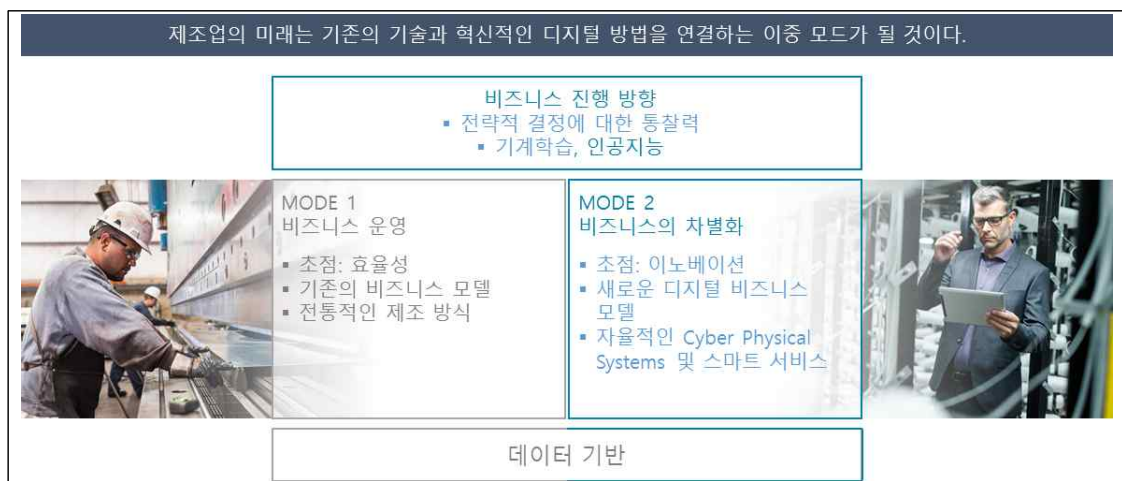 제조업의 미래는 기존의 기술과 혁신적인 디지털 방법을 연결하는 이중 모드가 될 것이다.
비즈니스 진행 방향
▪ 전략적 결정에 대한 통찰력
▪ 기계학습, 인공지능
MODE 1
비즈니스 운영
▪ 초점: 효율성
▪ 기존의 비즈니스 모델
▪ 전통적인 제조 방식
MODE 2
비즈니스의 차별화
▪ 초점: 이노베이션
▪ 새로운 디지털 비즈니스
모델
▪ 자율적인 Cyber Physical
Systems 및 스마트 서비스
데이터 기반